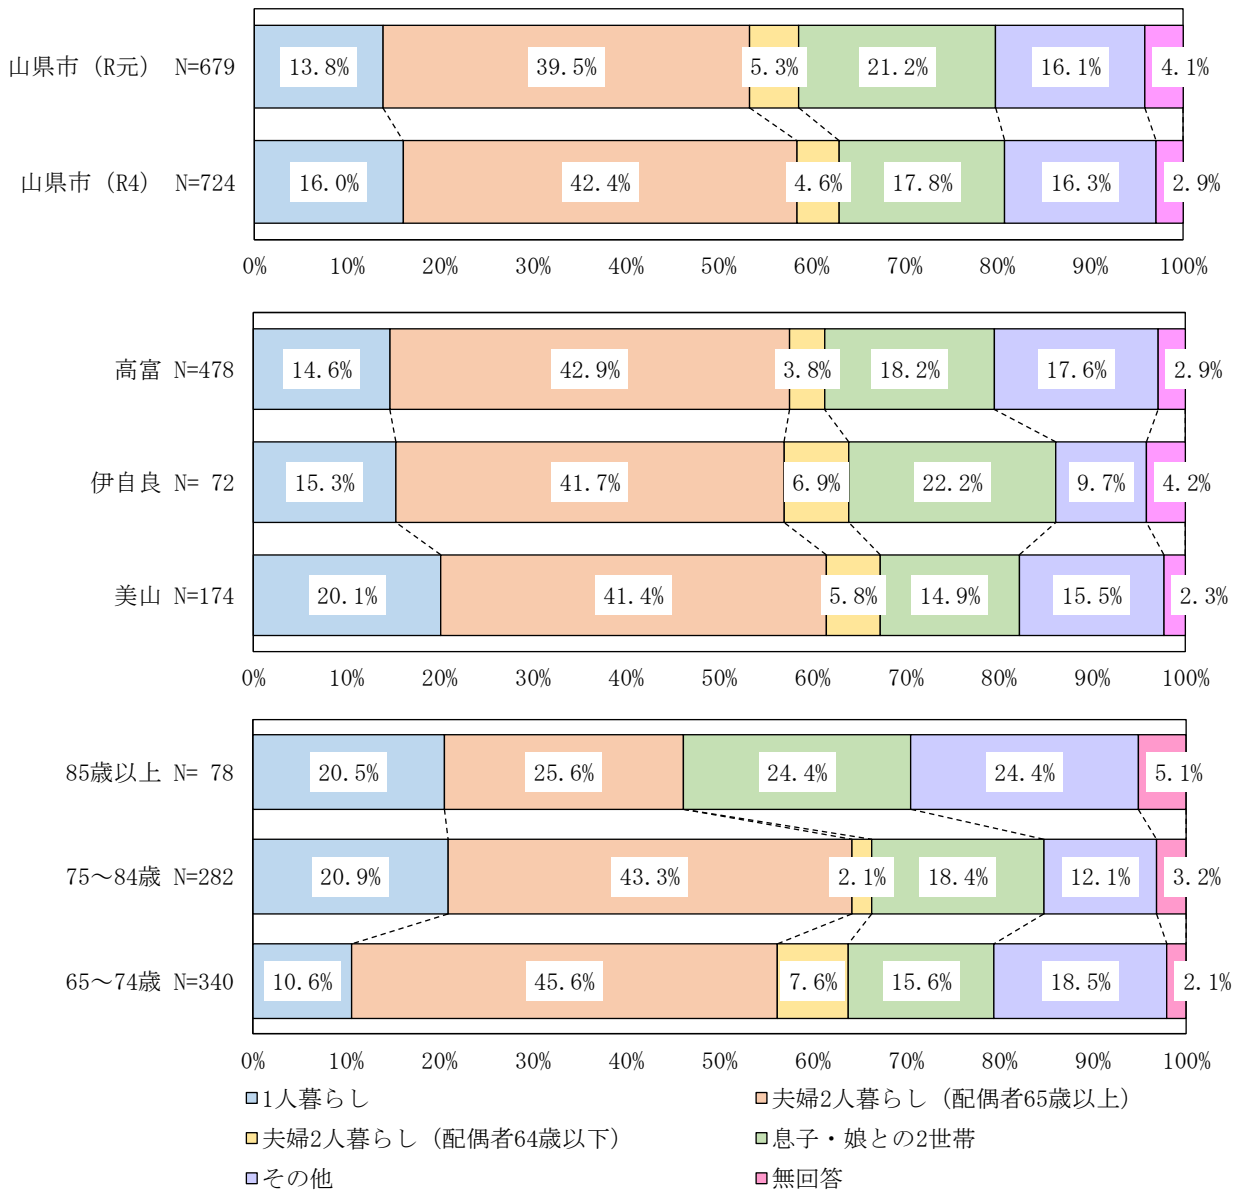 山県市（R元） N=679 13.8% 39.5% 5.3% 21.2% 16.1% 4.1%
山県市（R4） N=724 16.0% 42.4% 4.6% 17.8% 16.3% 2.9%
0% 10% 20% 30% 40% 50% 60% 70% 80% 90% 100%
高富 N=478 14.6% 42.9% 3.8% 18.2% 17.6% 2.9%
伊自良 N= 72 15.3% 41.7% 6.9% 22.2% 9.7% 4.2%
美山 N=174 20.1% 41.4% 5.8% 14.9% 15.5% 2.3%
0% 10% 20% 30% 40% 50% 60% 70% 80% 90% 100%
85歳以上 N= 78 20.5% 25.6% 24.4% 24.4% 5.1%
75～84歳 N=282 20.9% 43.3% 2.1% 18.4% 12.1% 3.2%
65～74歳 N=340 10.6% 45.6% 7.6% 15.6% 18.5% 2.1%
0% 10% 20% 30% 40% 50% 60% 70% 80% 90% 100%
1人暮らし 夫婦2人暮らし（配偶者65歳以上）
夫婦2人暮らし（配偶者64歳以下） 息子・娘との2世帯
その他 無回答